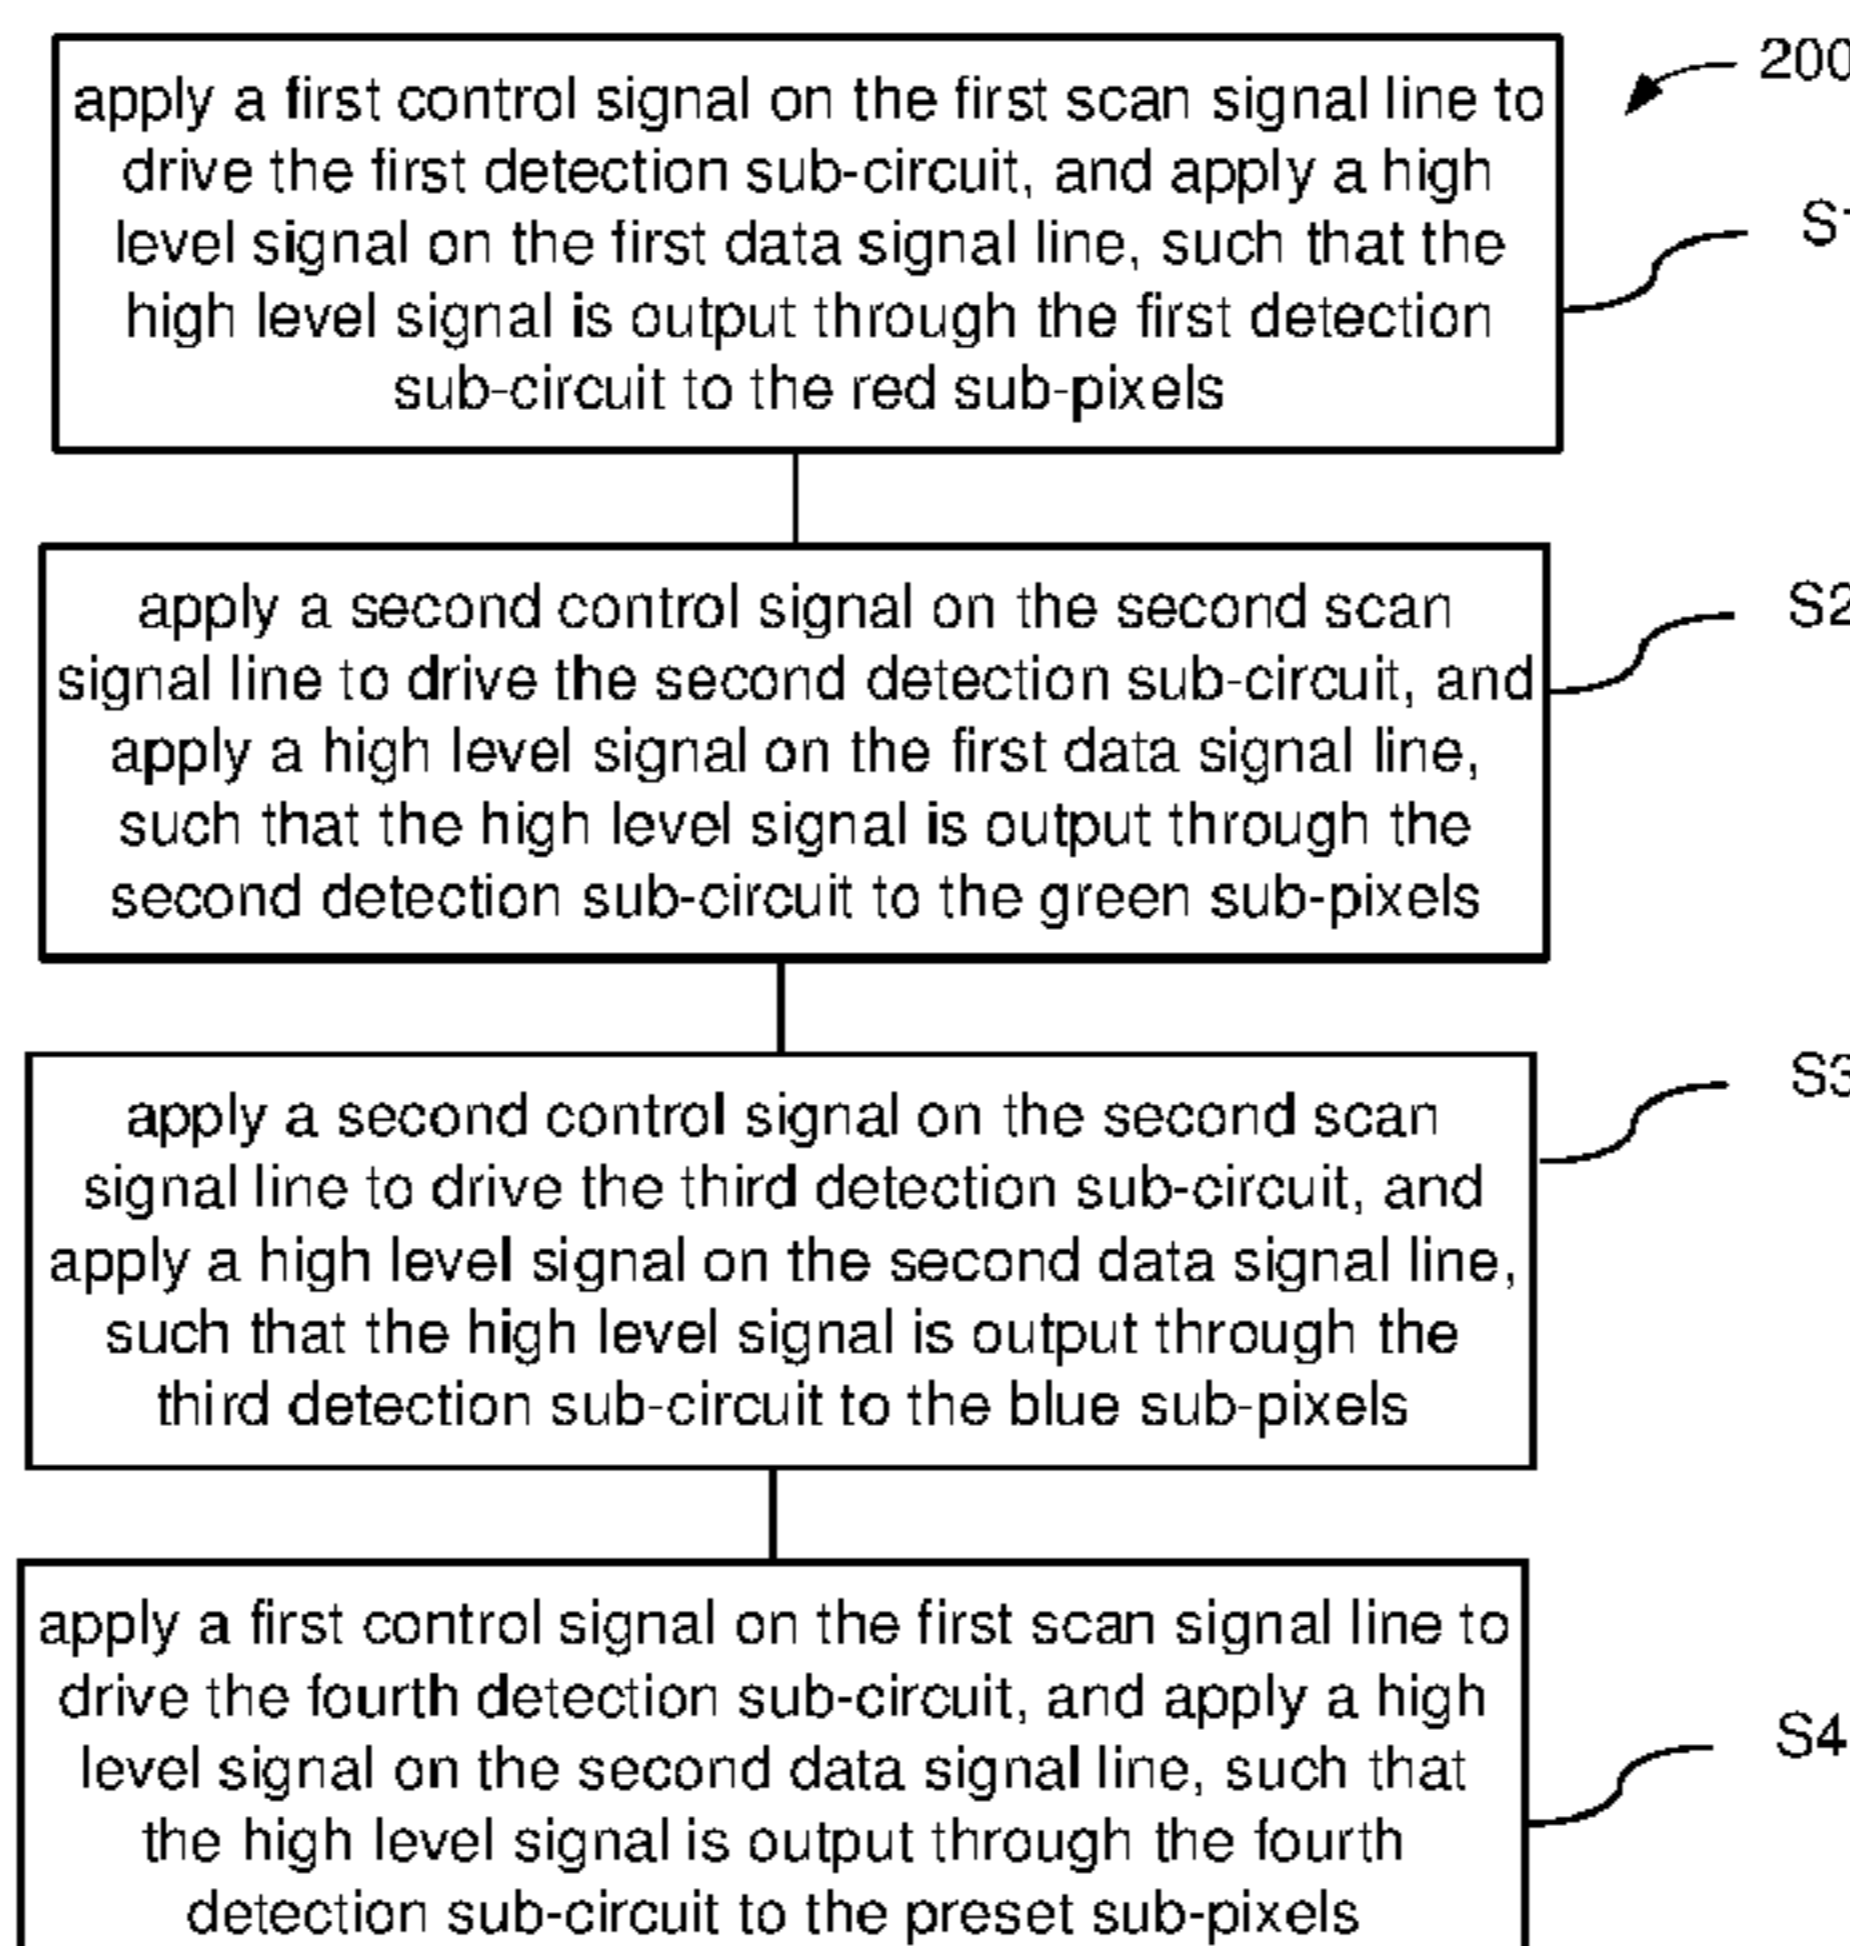 200
apply a first control signal on the first scan signal line to
drive the first detection sub-circuit, and apply a high
level signal on the first data signal line, such that the
high level signal is output through the first detection
sub-circuit to the red sub-pixels
S1
apply a second control signal on the second scan
signal line to drive the second detection sub-circuit, and
apply a high level signal on the first data signal line,
such that the high level signal is output through the
second detection sub-circuit to the green sub-pixels
S2
apply a second control signal on the second scan
signal line to drive the third detection sub-circuit, and
apply a high level signal on the second data signal line,
such that the high level signal is output through the
third detection sub-circuit to the blue sub-pixels
S3
apply a first control signal on the first scan signal line to
drive the fourth detection sub-circuit, and apply a high
level signal on the second data signal line, such that
the high level signal is output through the fourth
detection sub-circuit to the preset sub-pixels
S4